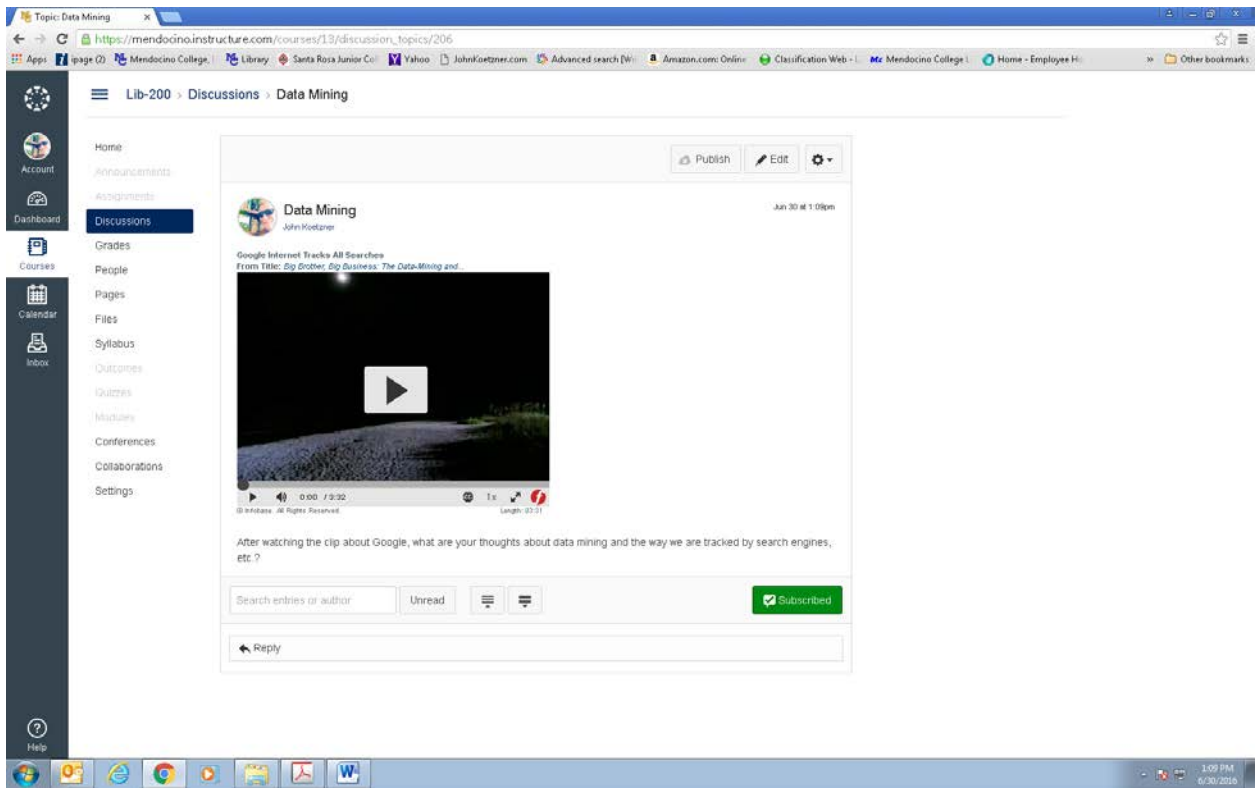 Topic: Data Mining
https://mendocino.instructure.com/courses/13/discussion_topics/206
Apps
ipage (2)
Mendocino College,
Library
Santa Rosa Junior Col
Yahoo
JohnKoetzner.com
Advanced search [W
Amazon.com: Online
Classification Web - L
Mendocino College L
Home - Employee H
»
Other bookmarks
Lib-200 › Discussions › Data Mining
Account
Dashboard
Courses
Calendar
Inbox
Help
Home
Announcements
Assignments
Discussions
Grades
People
Pages
Files
Syllabus
Outcomes
Quizzes
Modules
Conferences
Collaborations
Settings
Publish
Edit
Data Mining
Jun 30 at 1:09pm
John Koetzner
Google Internet Tracks All Searches
From Title: Big Brother, Big Business: The Data-Mining and...
0:00 / 3:32
1x
© Infobase. All Rights Reserved.
Length: 03:31
After watching the clip about Google, what are your thoughts about data mining and the way we are tracked by search engines,
etc.?
Search entries or author
Unread
Subscribed
Reply
1:09 PM
6/30/2016